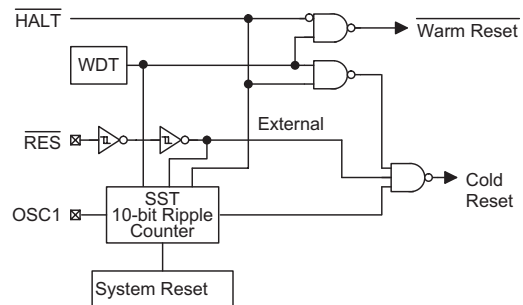 HALT
Warm Reset
WDT
RES
External
Cold
Reset
SST
10-bit Ripple
Counter
OSC1
System Reset